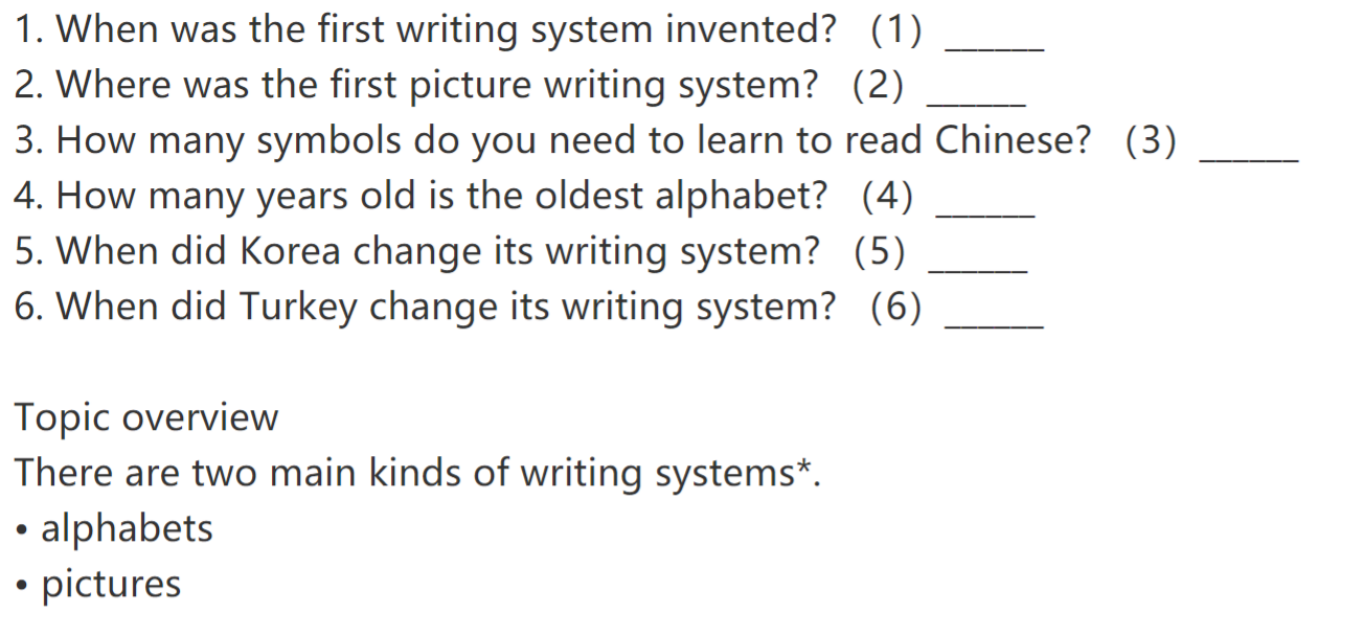 1. When was the first writing system invented? (1) ______
2. Where was the first picture writing system? (2) ______
3. How many symbols do you need to learn to read Chinese? (3) ______
4. How many years old is the oldest alphabet? (4) ______
5. When did Korea change its writing system? (5) ______
6. When did Turkey change its writing system? (6) ______
Topic overview
There are two main kinds of writing systems*.
• alphabets
• pictures